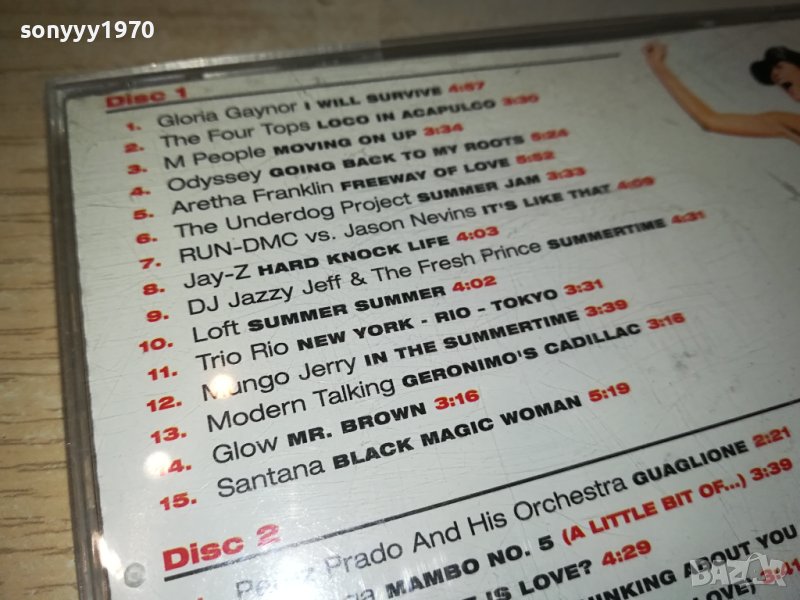 sonyyy1970
Disc 1
1. Gloria Gaynor I WILL SURVIVE 4:57
2. The Four Tops LOCO IN ACAPULCO 3:30
3. M People MOVING ON UP 3:34
4. Odyssey GOING BACK TO MY ROOTS 5:24
5. Aretha Franklin FREEWAY OF LOVE 5:52
6. The Underdog Project SUMMER JAM 3:33
7. RUN-DMC vs. Jason Nevins IT'S LIKE THAT 4:09
8. Jay-Z HARD KNOCK LIFE 4:03
9. DJ Jazzy Jeff & The Fresh Prince SUMMERTIME 4:31
10. Loft SUMMER SUMMER 4:02
11. Trio Rio NEW YORK - RIO - TOKYO 3:31
12. Mungo Jerry IN THE SUMMERTIME 3:39
13. Modern Talking GERONIMO'S CADILLAC 3:16
14. Glow MR. BROWN 3:16
15. Santana BLACK MAGIC WOMAN 5:19
Disc 2
Prado And His Orchestra GUAGLIONE 2:21
MAMBO NO. 5 (A LITTLE BIT OF...) 3:39
IS LOVE? 4:29
ABOUT YOU
LOVE) 3:41
Bazar